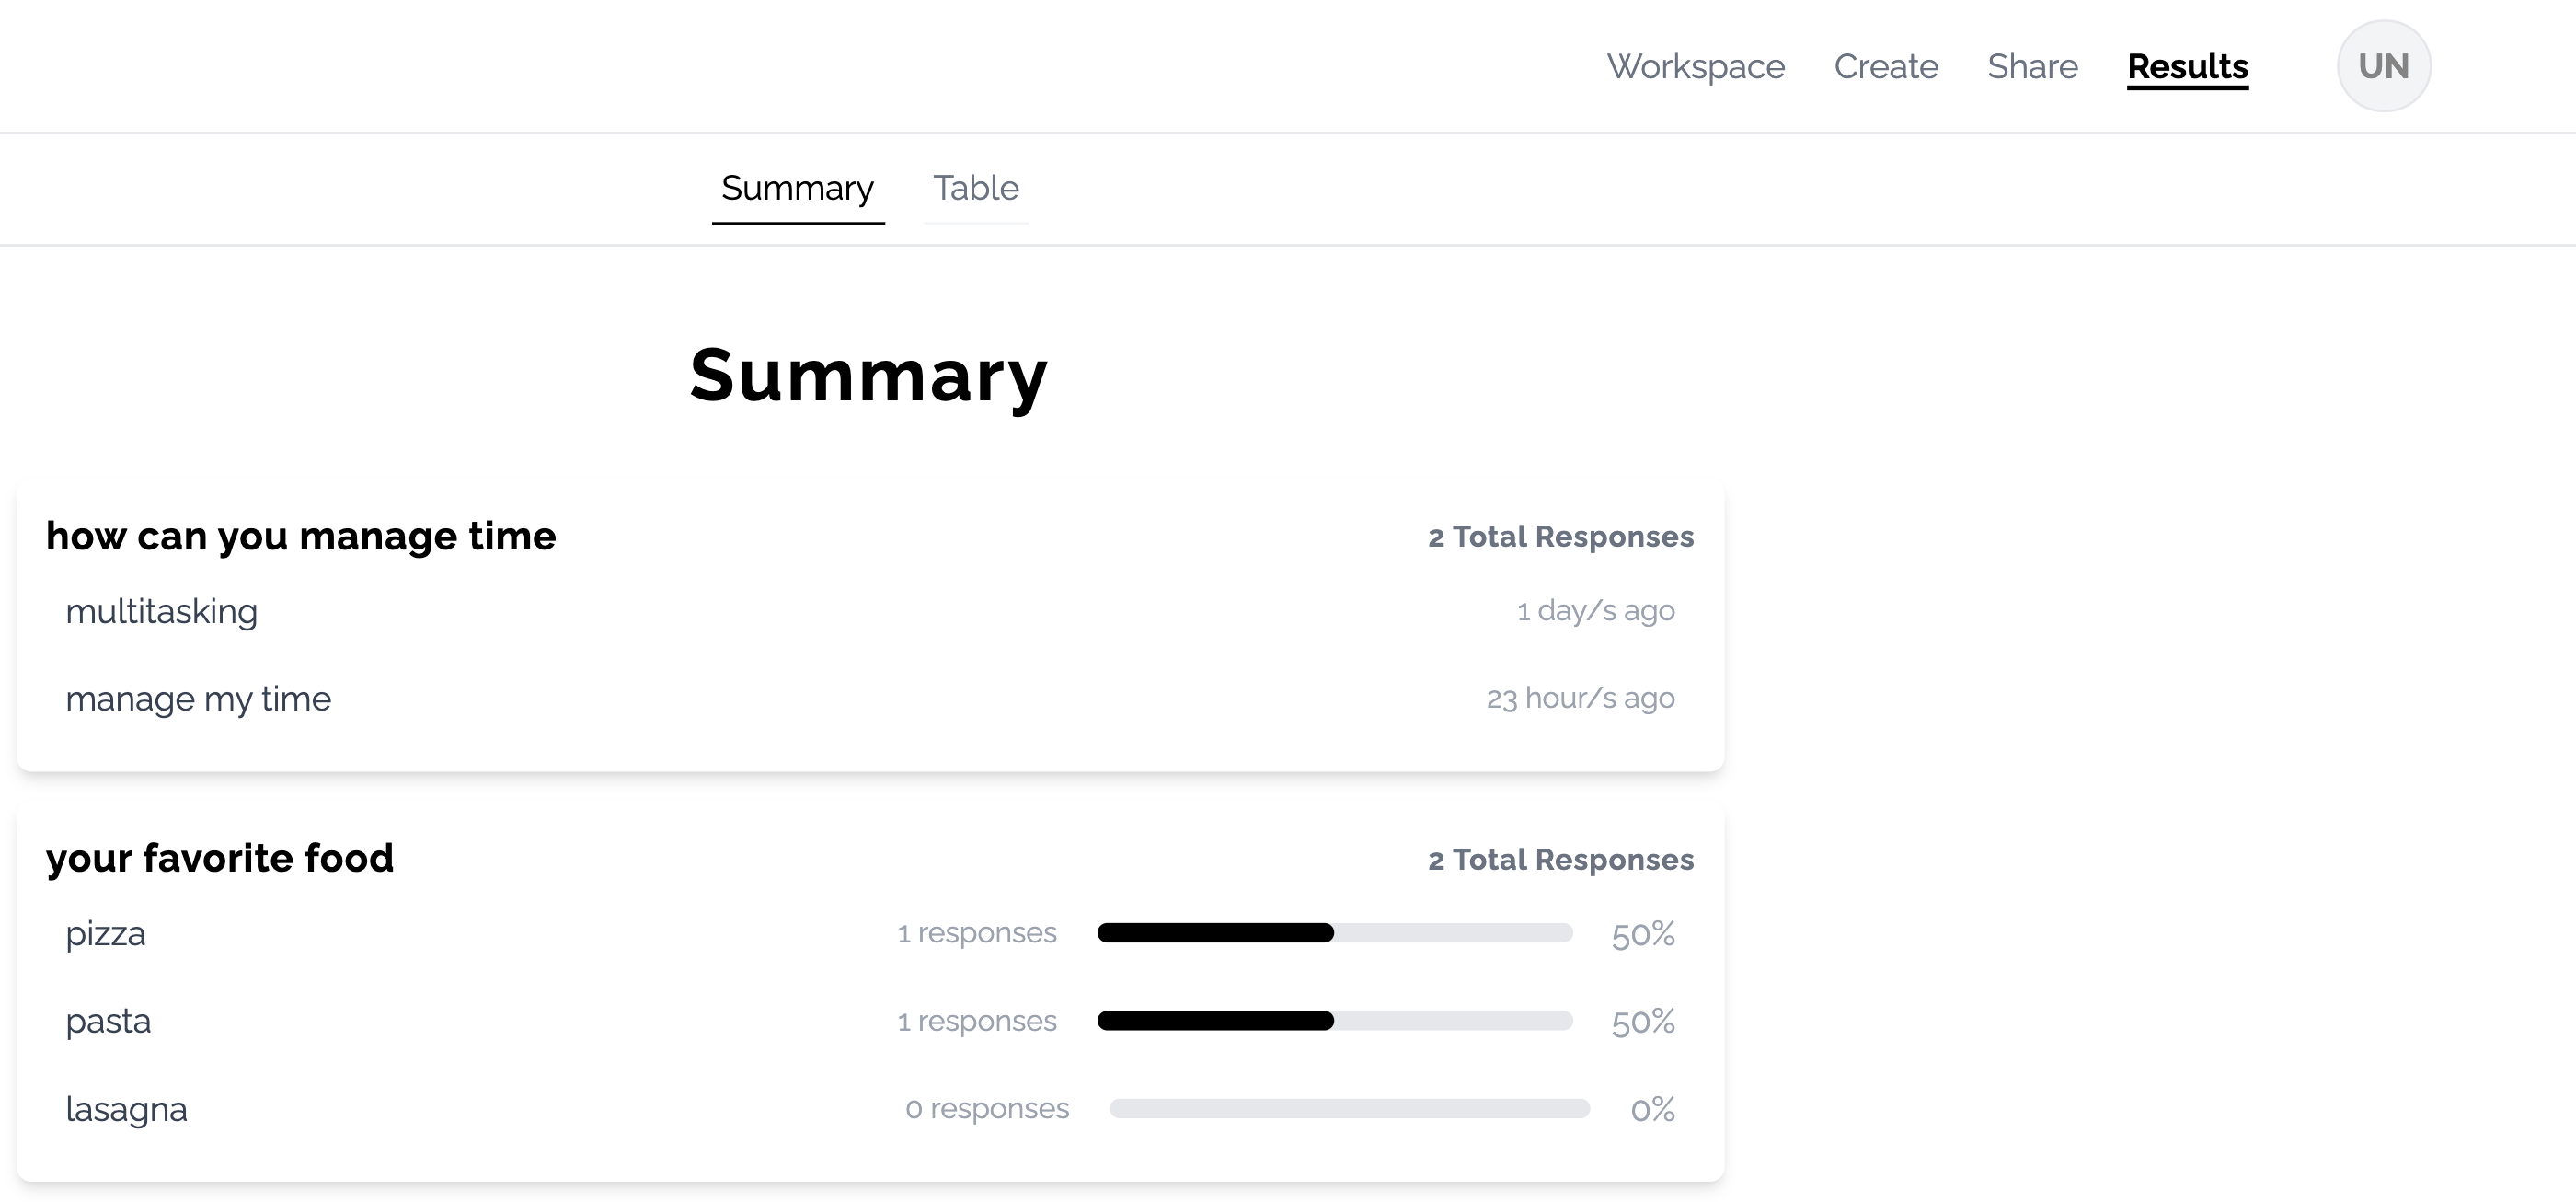 Workspace Create Share Results UN
Summary Table
Summary
how can you manage time 2 Total Responses
multitasking 1 day/s ago
manage my time 23 hour/s ago
your favorite food 2 Total Responses
pizza 1 responses 50%
pasta 1 responses 50%
lasagna 0 responses 0%